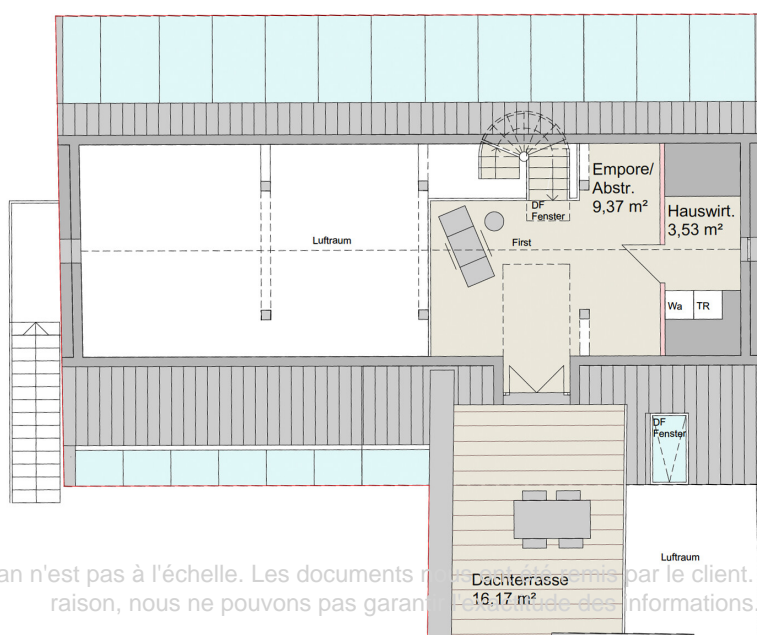 Empore/
Abstr.
9,37 m²
Hauswirt.
3,53 m²
DF
Fenster
Luftraum
First
Wa
TR
DF
Fenster
Luftraum
an n'est pas à l'échelle. Les documents nous ont été remis par le client.
Dachterrasse
16,17 m²
raison, nous ne pouvons pas garantir l'exactitude des informations.